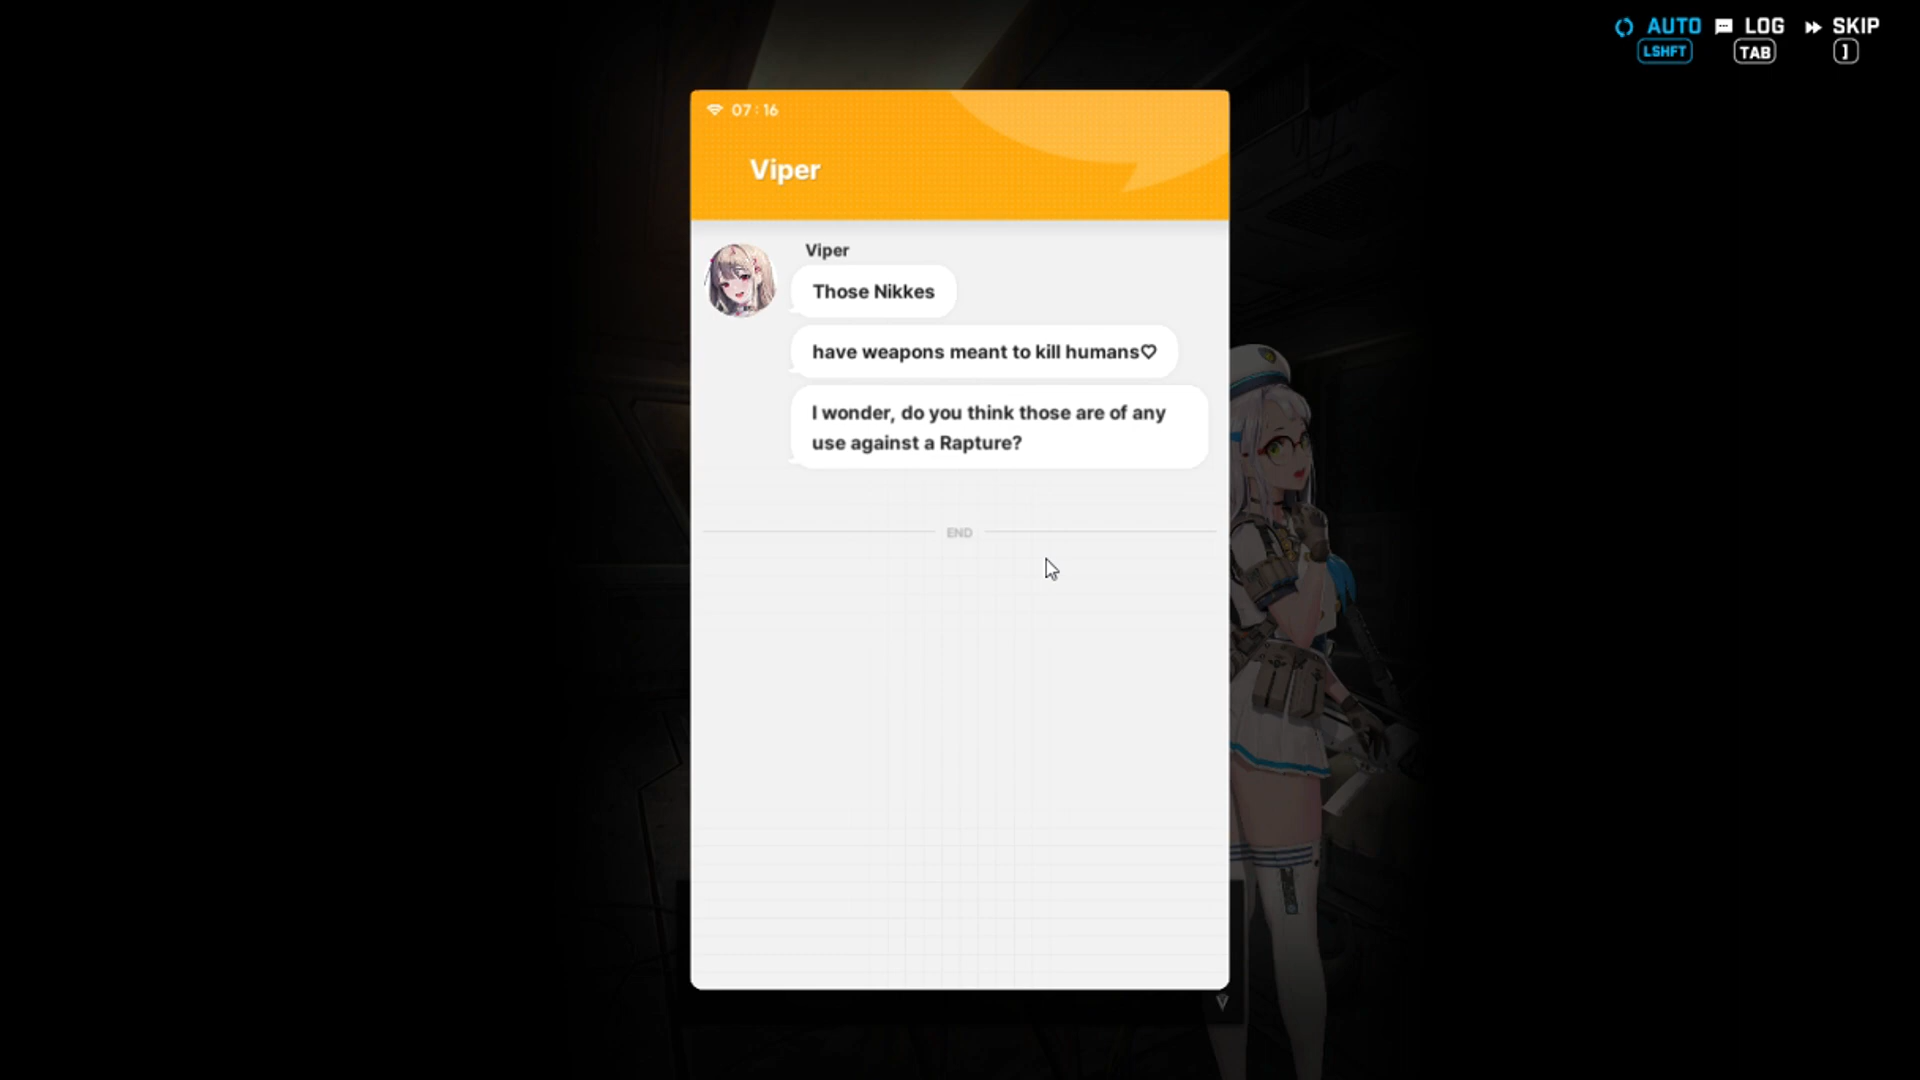 AUTO LOG SKIP
LSHFT TAB ]
07:16
Viper
Viper
Those Nikkes
have weapons meant to kill humans♡
I wonder, do you think those are of any
use against a Rapture?
END